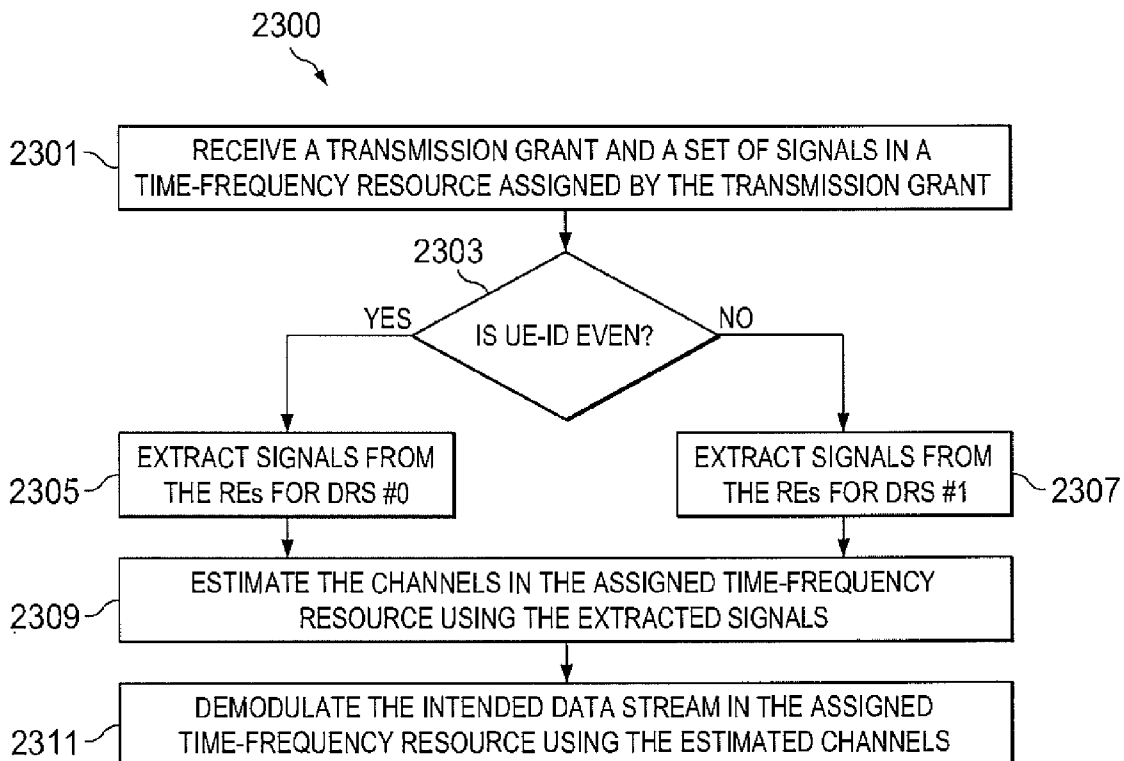 2300
2301
RECEIVE A TRANSMISSION GRANT AND A SET OF SIGNALS IN A
TIME-FREQUENCY RESOURCE ASSIGNED BY THE TRANSMISSION GRANT
2303
YES
IS UE-ID EVEN?
NO
2305
EXTRACT SIGNALS FROM
THE REs FOR DRS #0
EXTRACT SIGNALS FROM
THE REs FOR DRS #1
2307
2309
ESTIMATE THE CHANNELS IN THE ASSIGNED TIME-FREQUENCY
RESOURCE USING THE EXTRACTED SIGNALS
2311
DEMODULATE THE INTENDED DATA STREAM IN THE ASSIGNED
TIME-FREQUENCY RESOURCE USING THE ESTIMATED CHANNELS